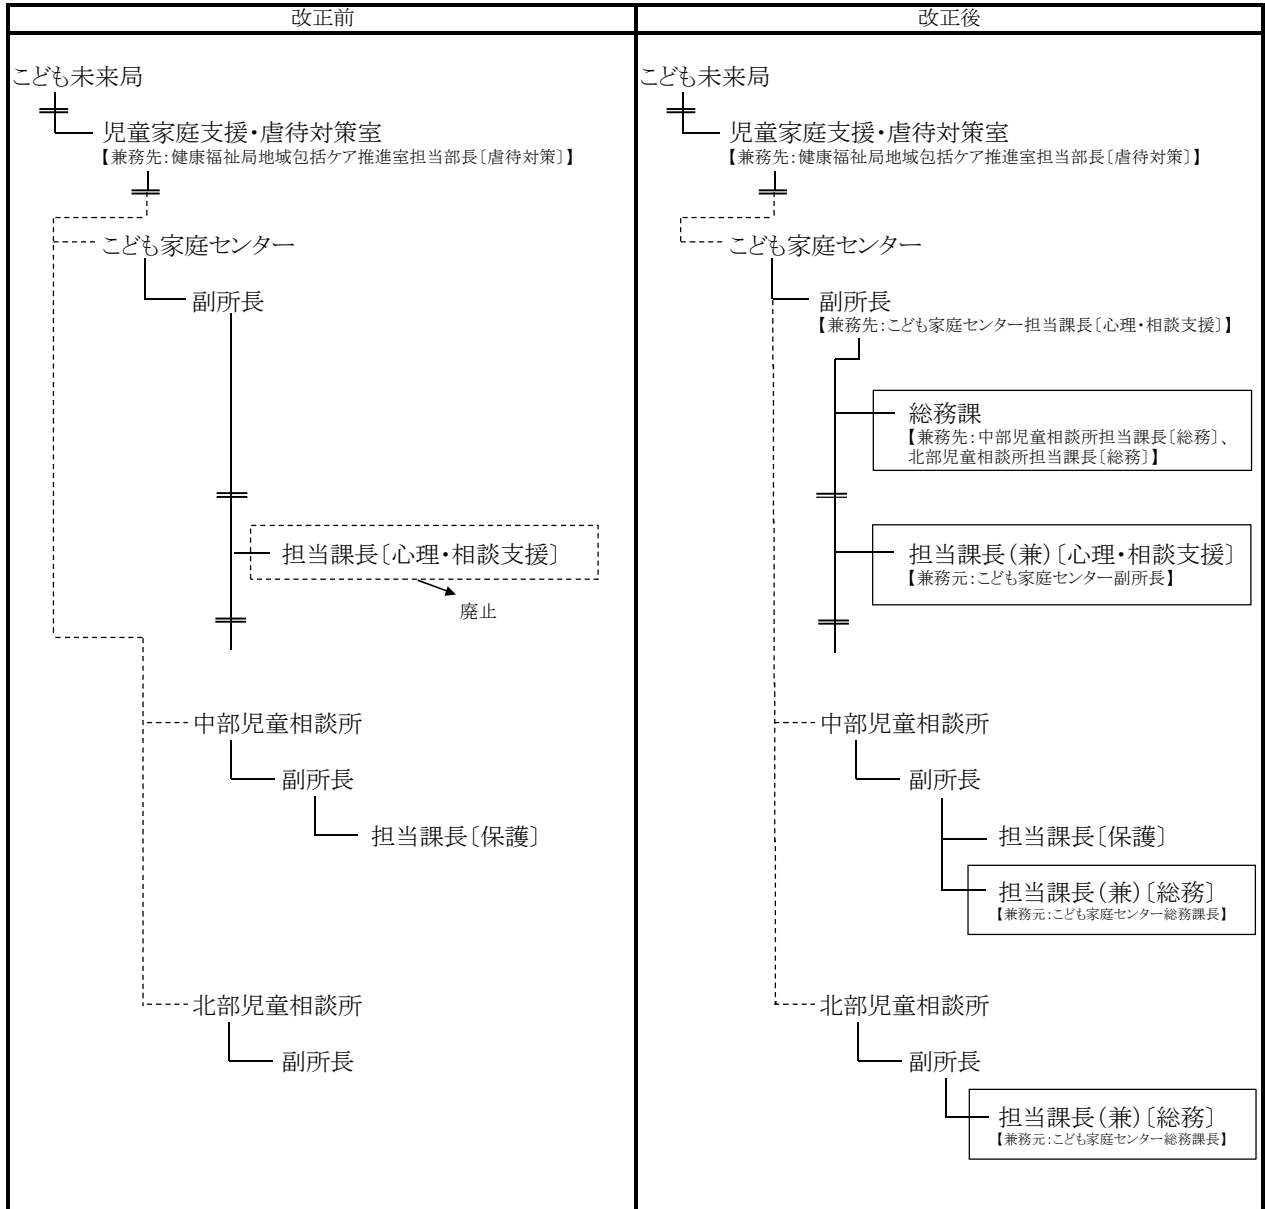 改正前
こども未来局
児童家庭支援・虐待対策室
【兼務先：健康福祉局地域包括ケア推進室担当部長〔虐待対策〕】
こども家庭センター
副所長
担当課長〔心理・相談支援〕
廃止
中部児童相談所
副所長
担当課長〔保護〕
北部児童相談所
副所長
改正後
こども未来局
児童家庭支援・虐待対策室
【兼務先：健康福祉局地域包括ケア推進室担当部長〔虐待対策〕】
こども家庭センター
副所長
【兼務先：こども家庭センター担当課長〔心理・相談支援〕】
総務課
【兼務先：中部児童相談所担当課長〔総務〕、
北部児童相談所担当課長〔総務〕】
担当課長（兼）〔心理・相談支援〕
【兼務元：こども家庭センター副所長】
中部児童相談所
副所長
担当課長〔保護〕
担当課長（兼）〔総務〕
【兼務元：こども家庭センター総務課長】
北部児童相談所
副所長
担当課長（兼）〔総務〕
【兼務元：こども家庭センター総務課長】